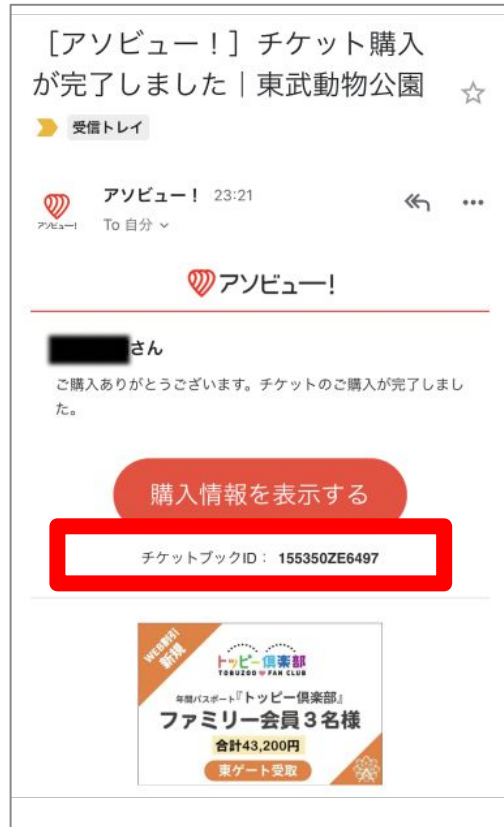 ［アソビュー！］チケット購入
が完了しました｜東武動物公園
受信トレイ
アソビュー！ 23:21
アソビュー!
To 自分
アソビュー!
さん
ご購入ありがとうございます。チケットのご購入が完了しまし
た。
購入情報を表示する
チケットブックID： 155350ZE6497
WEB割引
新規
トッピー倶楽部
TOBUZOO FAN CLUB
年間パスポート『トッピー倶楽部』
ファミリー会員３名様
合計43,200円
東ゲート受取